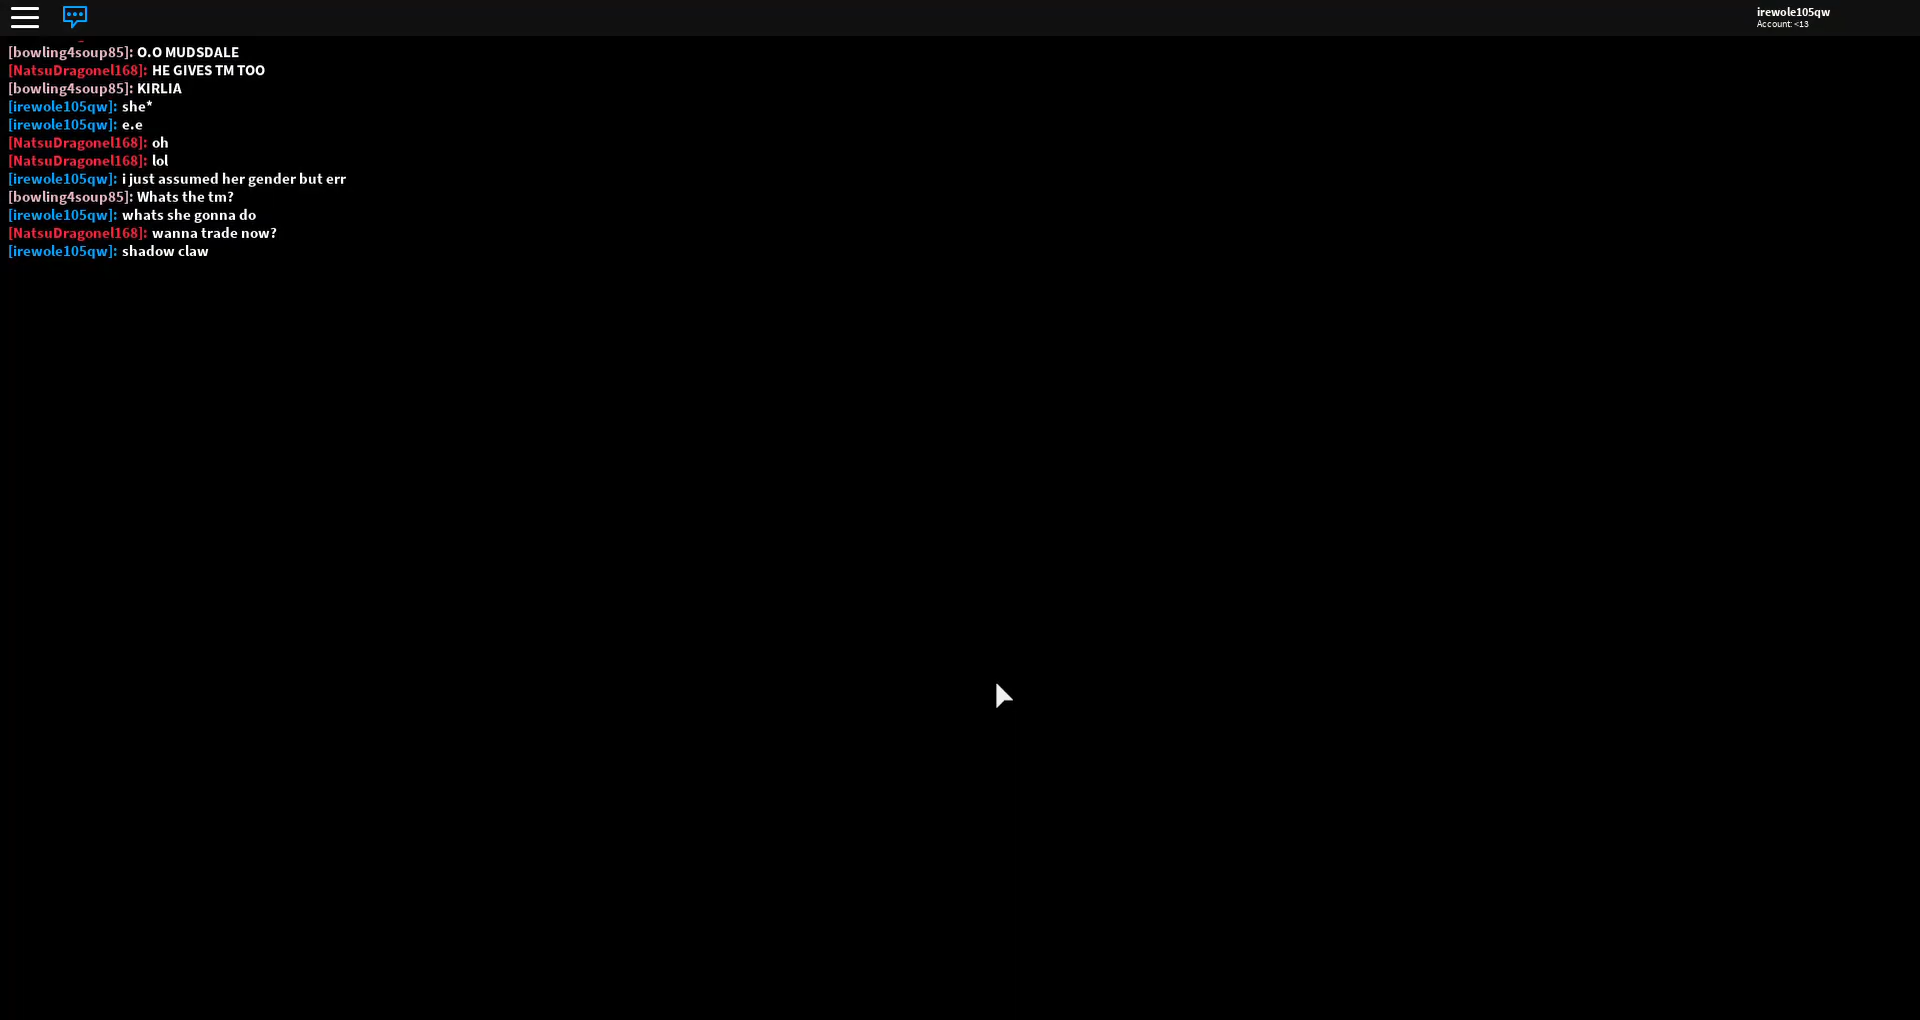 irewole105qw
Account: <13
[bowling4soup85]: O.O MUDSDALE
[NatsuDragonel168]: HE GIVES TM TOO
[bowling4soup85]: KIRLIA
[irewole105qw]: she*
[irewole105qw]: e.e
[NatsuDragonel168]: oh
[NatsuDragonel168]: lol
[irewole105qw]: i just assumed her gender but err
[bowling4soup85]: Whats the tm?
[irewole105qw]: whats she gonna do
[NatsuDragonel168]: wanna trade now?
[irewole105qw]: shadow claw